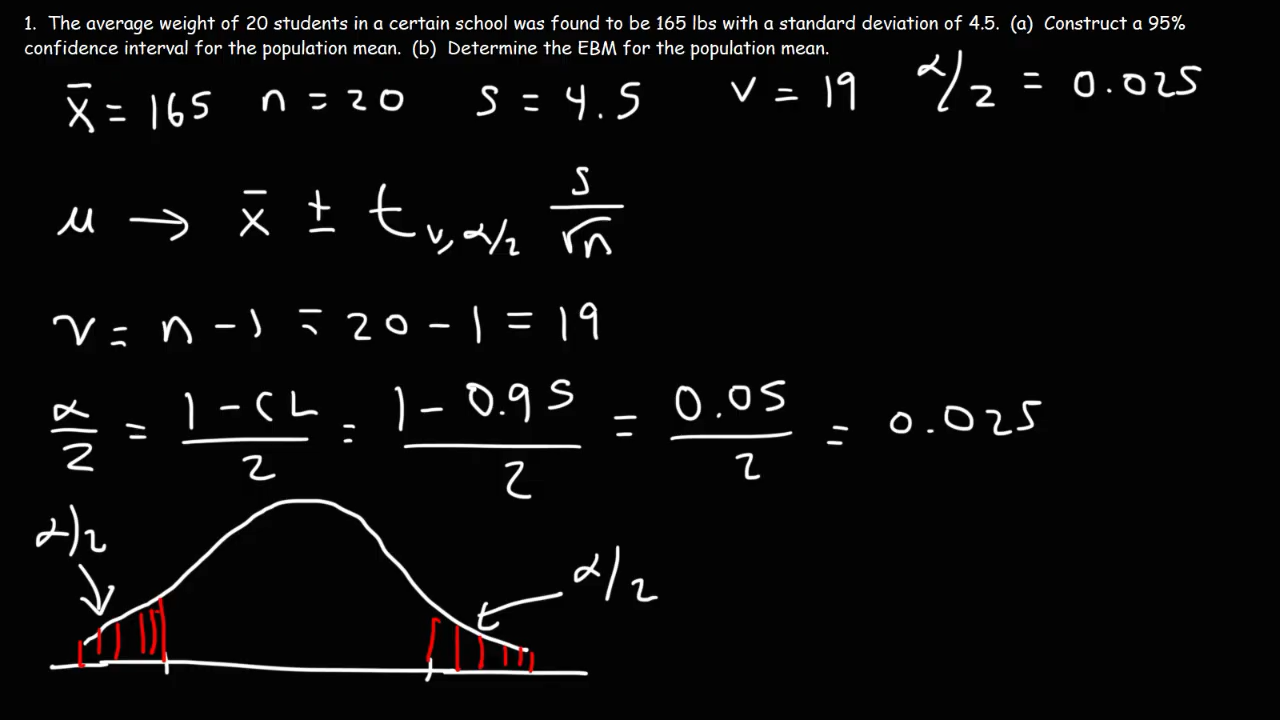 1. The average weight of 20 students in a certain school was found to be 165 lbs with a standard deviation of 4.5. (a) Construct a 95%
confidence interval for the population mean. (b) Determine the EBM for the population mean.
x̄ = 165 n = 20 s = 4.5 v = 19 α/2 = 0.025
μ → x̄ ± t_{v, α/2} s/√n
v = n - 1 = 20 - 1 = 19
α/2 = (1 - CL)/2 = (1 - 0.95)/2 = 0.05/2 = 0.025
α/2
α/2